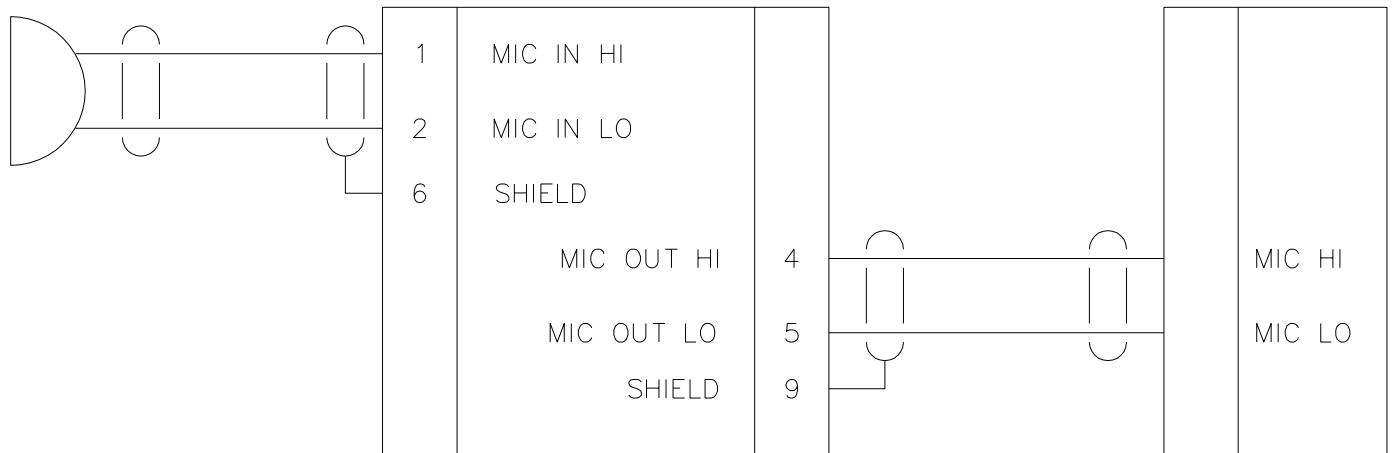 1 MIC IN HI
2 MIC IN LO
6 SHIELD
MIC OUT HI 4 MIC HI
MIC OUT LO 5 MIC LO
SHIELD 9